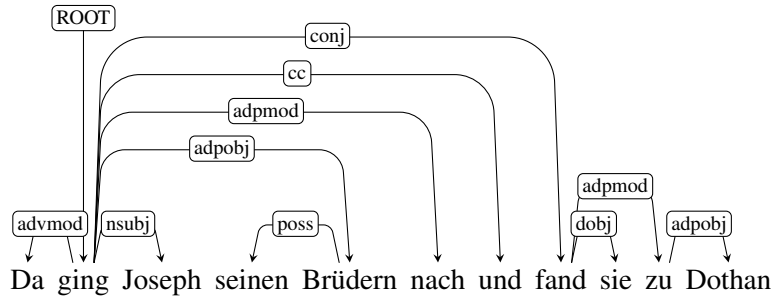 ROOT
conj
cc
adpmod
adpobj
adpmod
advmod nsubj poss dobj adpobj
Da ging Joseph seinen Brüdern nach und fand sie zu Dothan